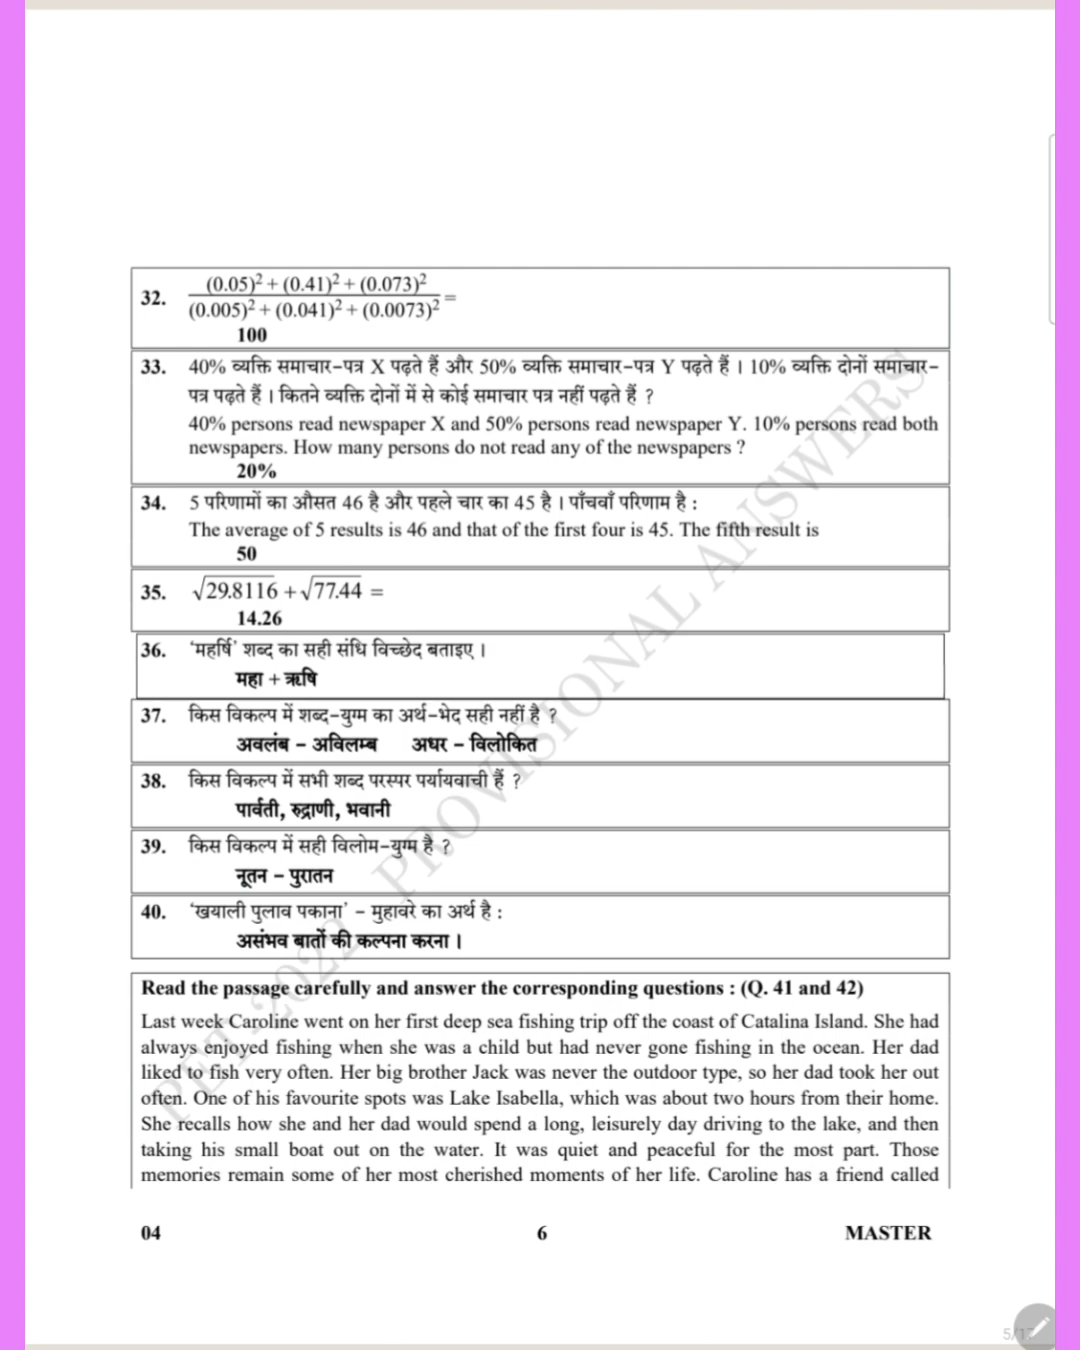 32. (0.05)² + (0.41)² + (0.073)² / (0.005)² + (0.041)² + (0.0073)² =
100
33. 40% व्यक्ति समाचार-पत्र X पढ़ते हैं और 50% व्यक्ति समाचार-पत्र Y पढ़ते हैं । 10% व्यक्ति दोनों समाचार-
पत्र पढ़ते हैं । कितने व्यक्ति दोनों में से कोई समाचार पत्र नहीं पढ़ते हैं ?
40% persons read newspaper X and 50% persons read newspaper Y. 10% persons read both
newspapers. How many persons do not read any of the newspapers ?
20%
34. 5 परिणामों का औसत 46 है और पहले चार का 45 है । पाँचवाँ परिणाम है :
The average of 5 results is 46 and that of the first four is 45. The fifth result is
50
35. √29.8116 + √77.44 =
14.26
36. 'महर्षि' शब्द का सही संधि विच्छेद बताइए ।
महा + ऋषि
37. किस विकल्प में शब्द-युग्म का अर्थ-भेद सही नहीं है ?
अवलंब – अविलम्ब अधर – विलोकित
38. किस विकल्प में सभी शब्द परस्पर पर्यायवाची हैं ?
पार्वती, रुद्राणी, भवानी
39. किस विकल्प में सही विलोम-युग्म है ?
नूतन – पुरातन
40. 'खयाली पुलाव पकाना' – मुहावरे का अर्थ है :
असंभव बातों की कल्पना करना ।
PET 2022 PROVISIONAL ANSWERS
Read the passage carefully and answer the corresponding questions : (Q. 41 and 42)
Last week Caroline went on her first deep sea fishing trip off the coast of Catalina Island. She had
always enjoyed fishing when she was a child but had never gone fishing in the ocean. Her dad
liked to fish very often. Her big brother Jack was never the outdoor type, so her dad took her out
often. One of his favourite spots was Lake Isabella, which was about two hours from their home.
She recalls how she and her dad would spend a long, leisurely day driving to the lake, and then
taking his small boat out on the water. It was quiet and peaceful for the most part. Those
memories remain some of her most cherished moments of her life. Caroline has a friend called
04 6 MASTER
5/17